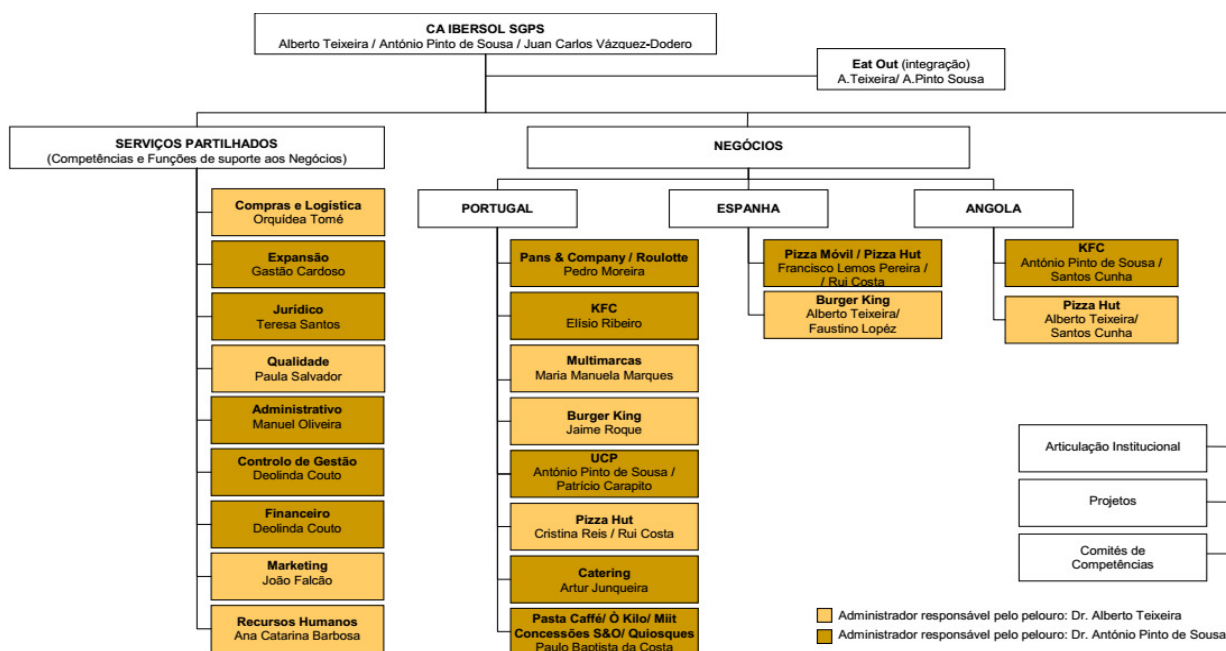 CA IBERSOL SGPS
Alberto Teixeira / António Pinto de Sousa / Juan Carlos Vázquez-Dodero
Eat Out (integração)
A.Teixeira/ A.Pinto Sousa
SERVIÇOS PARTILHADOS
(Competências e Funções de suporte aos Negócios)
Compras e Logística
Orquídea Tomé
Expansão
Gastão Cardoso
Jurídico
Teresa Santos
Qualidade
Paula Salvador
Administrativo
Manuel Oliveira
Controlo de Gestão
Deolinda Couto
Financeiro
Deolinda Couto
Marketing
João Falcão
Recursos Humanos
Ana Catarina Barbosa
NEGÓCIOS
PORTUGAL
Pans & Company / Roulotte
Pedro Moreira
KFC
Elísio Ribeiro
Multimarcas
Maria Manuela Marques
Burger King
Jaime Roque
UCP
António Pinto de Sousa /
Patrício Carapito
Pizza Hut
Cristina Reis / Rui Costa
Catering
Artur Junqueira
Pasta Caffé/ Ò Kilo/ Miit
Concessões S&O/ Quiosques
Paulo Baptista da Costa
ESPANHA
Pizza Móvil / Pizza Hut
Francisco Lemos Pereira /
/ Rui Costa
Burger King
Alberto Teixeira/
Faustino Lopéz
ANGOLA
KFC
António Pinto de Sousa /
Santos Cunha
Pizza Hut
Alberto Teixeira/
Santos Cunha
Articulação Institucional
Projetos
Comités de
Competências
Administrador responsável pelo pelouro: Dr. Alberto Teixeira
Administrador responsável pelo pelouro: Dr. António Pinto de Sousa